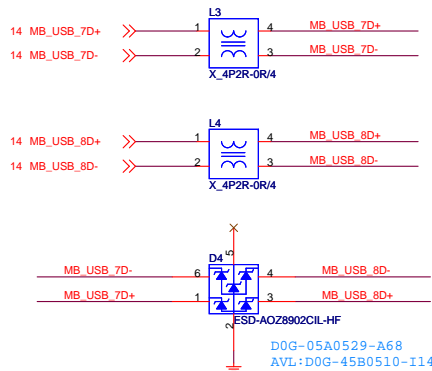 L3
14 MB_USB_7D+ 1 4 MB_USB_7D+
14 MB_USB_7D- 2 3 MB_USB_7D-
X_4P2R-0R/4
L4
14 MB_USB_8D+ 1 4 MB_USB_8D+
14 MB_USB_8D- 2 3 MB_USB_8D-
X_4P2R-0R/4
D4 5
MB_USB_7D- 6 4 MB_USB_8D-
MB_USB_7D+ 1 3 MB_USB_8D+
2 ESD-AOZ8902CIL-HF
D0G-05A0529-A68
AVL:D0G-45B0510-I14